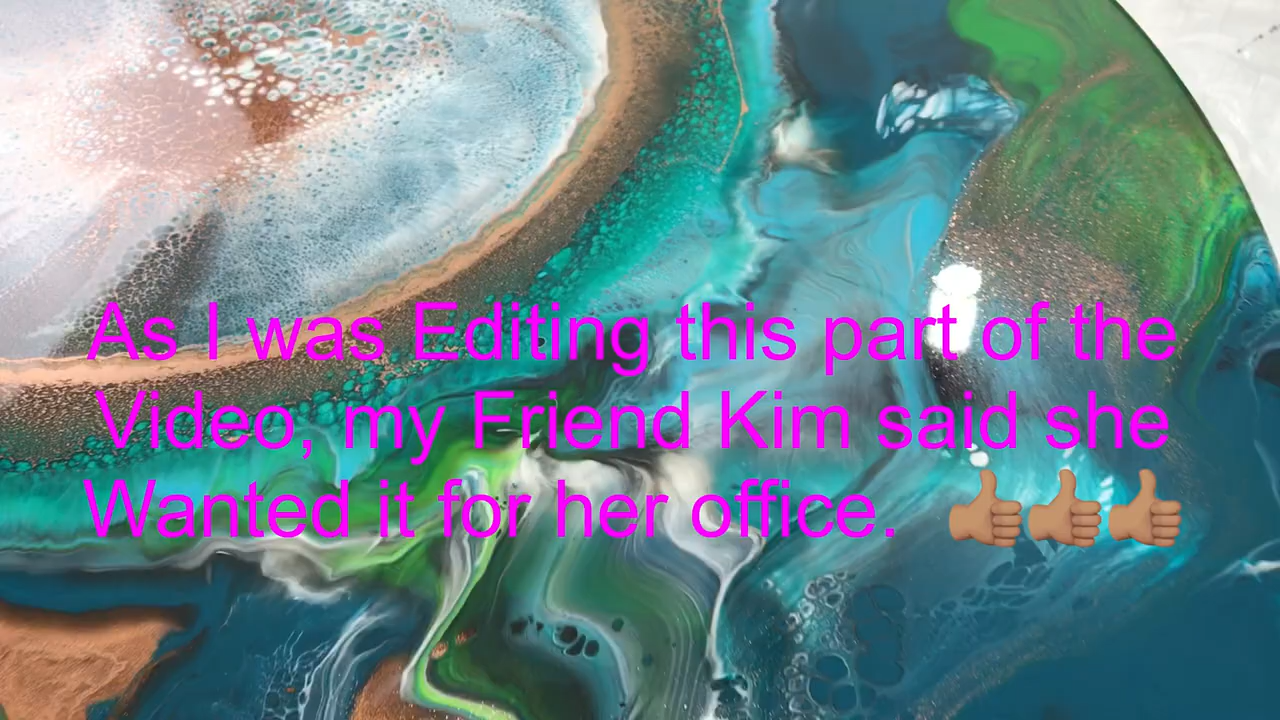 As I was Editing this part of the
Video, my Friend Kim said she
Wanted it for her office. 👍🏽👍🏽👍🏽